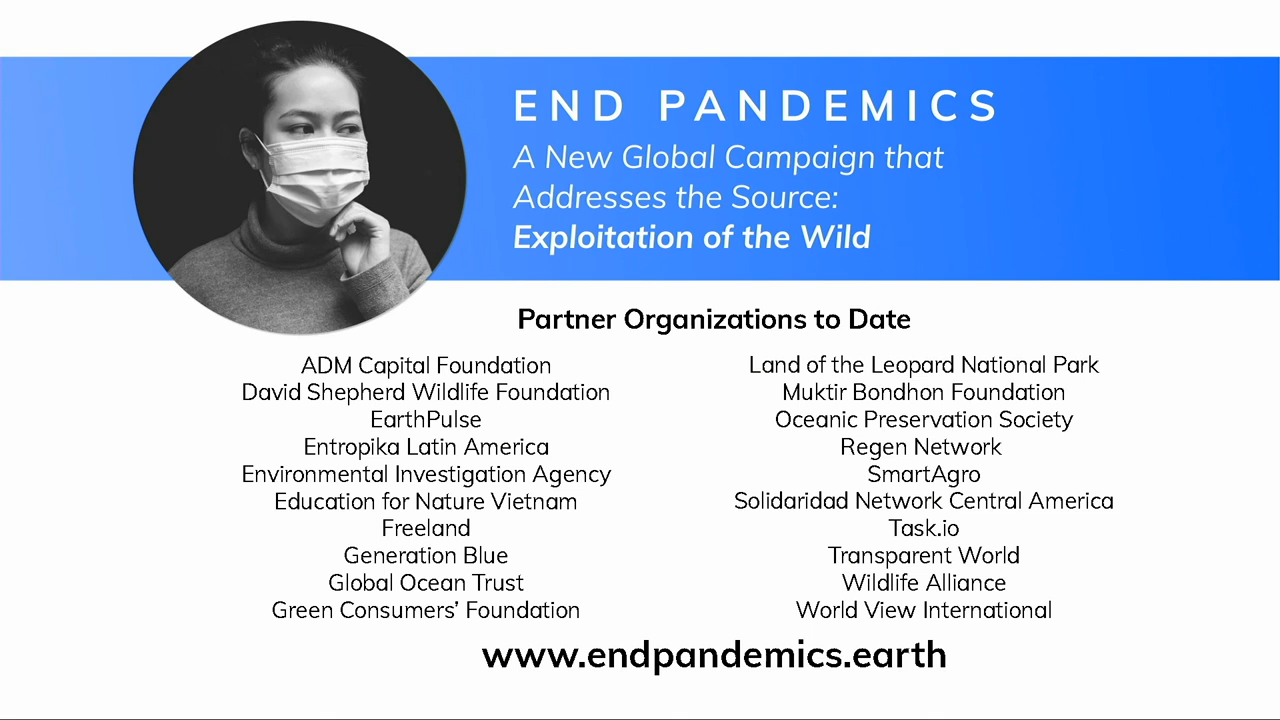 END PANDEMICS
A New Global Campaign that
Addresses the Source:
Exploitation of the Wild
Partner Organizations to Date
ADM Capital Foundation
David Shepherd Wildlife Foundation
EarthPulse
Entropika Latin America
Environmental Investigation Agency
Education for Nature Vietnam
Freeland
Generation Blue
Global Ocean Trust
Green Consumers’ Foundation
Land of the Leopard National Park
Muktir Bondhon Foundation
Oceanic Preservation Society
Regen Network
SmartAgro
Solidaridad Network Central America
Task.io
Transparent World
Wildlife Alliance
World View International
www.endpandemics.earth